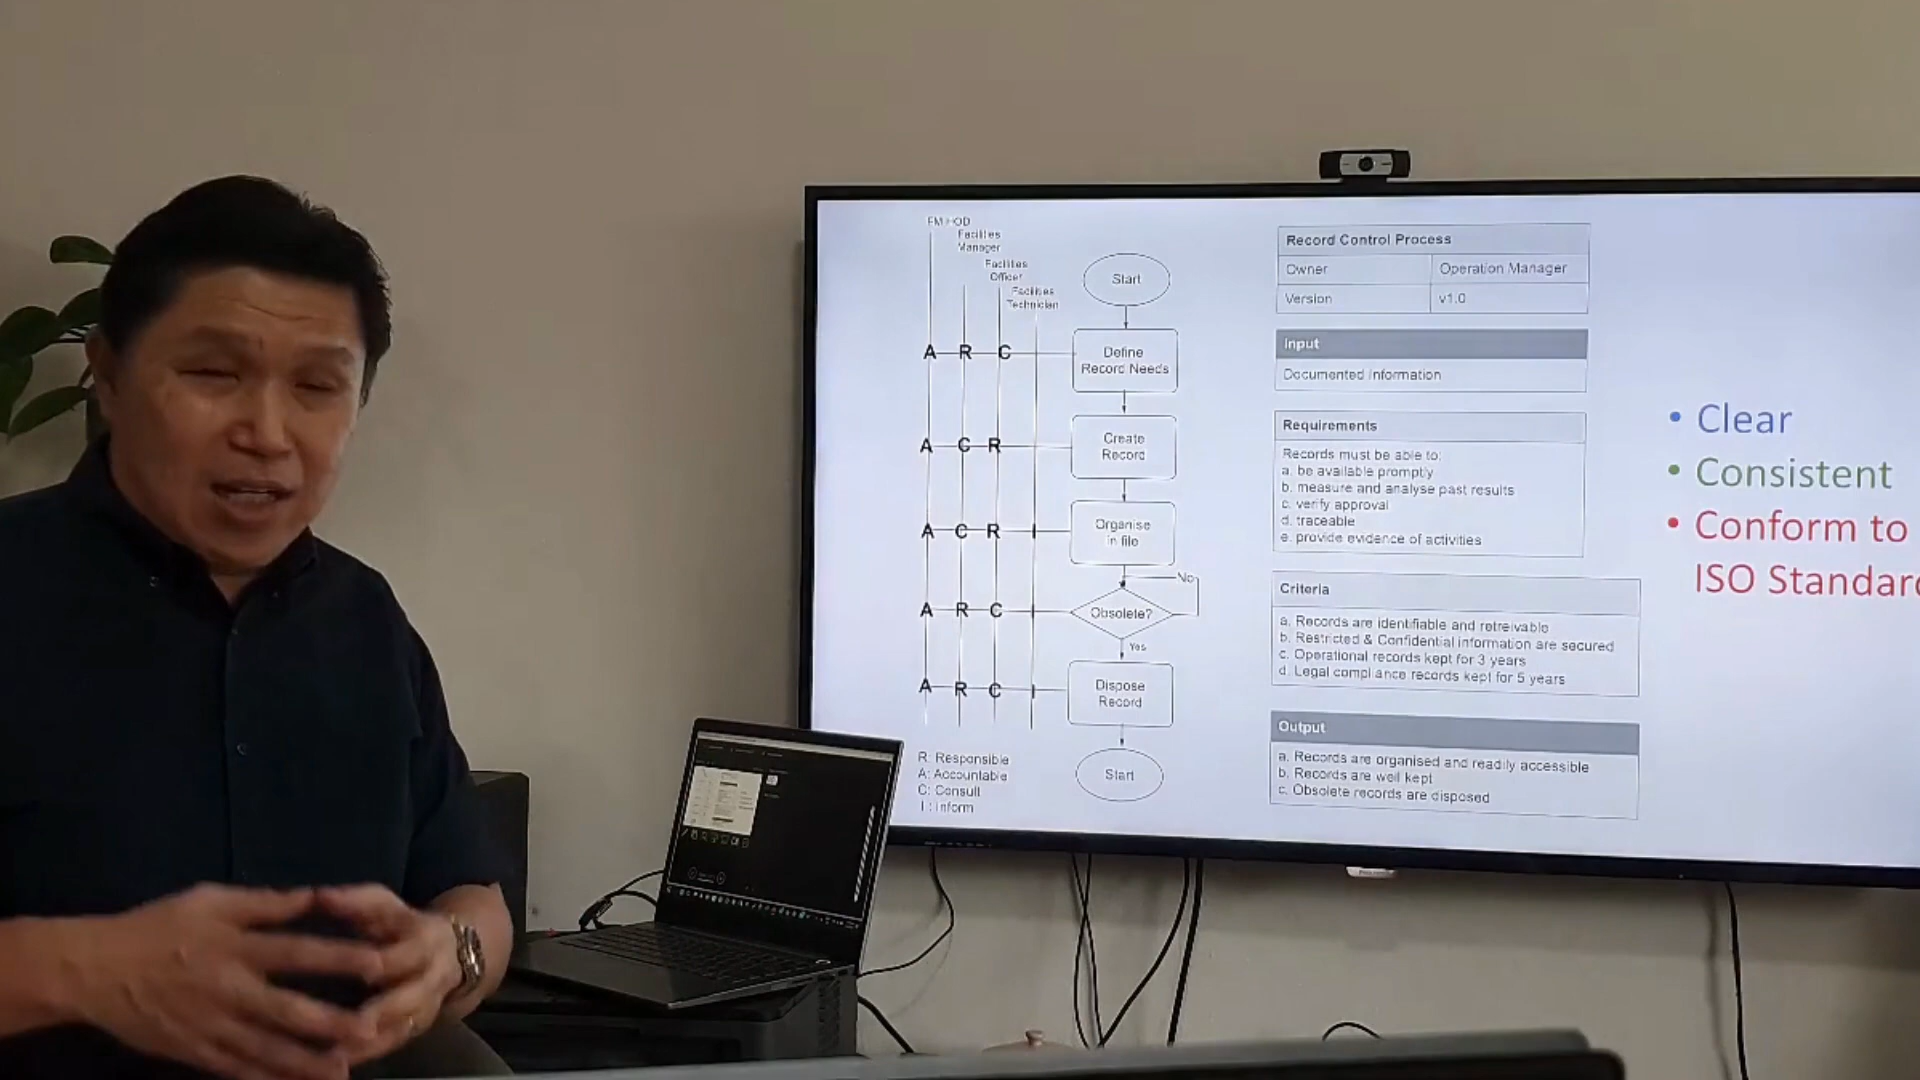 FM HOD
Facilities
Manager
Facilities
Officer
Facilities
Technician
Start
A R C
Define
Record Needs
A C R
Create
Record
A C R I
Organise
in file
No
A R C I
Obsolete?
Yes
A R C I
Dispose
Record
Start
R: Responsible
A: Accountable
C: Consult
I : Inform
Record Control Process
Owner Operation Manager
Version v1.0
Input
Documented Information
Requirements
Records must be able to:
a. be available promptly
b. measure and analyse past results
c. verify approval
d. traceable
e. provide evidence of activities
Criteria
a. Records are identifiable and retreivable
b. Restricted & Confidential information are secured
c. Operational records kept for 3 years
d. Legal compliance records kept for 5 years
Output
a. Records are organised and readily accessible
b. Records are well kept
c. Obsolete records are disposed
• Clear
• Consistent
• Conform to
ISO Standard